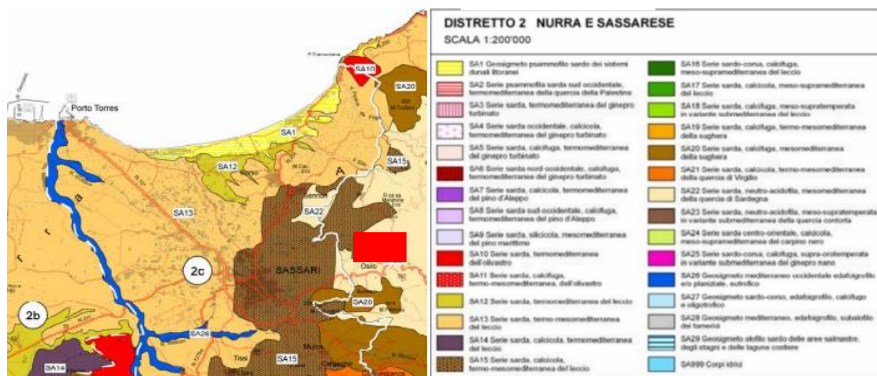 SA10
SA20
Porto Torres
SA1
SA15
SA12
Sorso
SA13
Sennori
SA22
2c
SASSARI
Osilo
2b
SA20
SA26
Tissi
SA14
SA15
DISTRETTO 2 NURRA E SASSARESE
SCALA 1:200'000
SA1 Geosigmeto psammofilo sardo dei sistemi
dunali litoranei
SA2 Serie psammofila sarda sud occidentale,
termomediterranea della quercia della Palestina
SA3 Serie sarda, termomediterranea del ginepro
turbinato
SA4 Serie sarda occidentale, calcicola,
termomediterranea del ginepro turbinato
SA5 Serie sarda, calcifuga, termomediterranea
del ginepro turbinato
SA6 Serie sarda nord occidentale, calcifuga,
termomediterranea del ginepro turbinato
SA7 Serie sarda, calcicola, termomediterranea
del pino d'Aleppo
SA8 Serie sarda sud-occidentale, calcifuga,
termomediterranea del pino d'Aleppo
SA9 Serie sarda, silicicola, mesomediterranea
del pino marittimo
SA10 Serie sarda, termomediterranea
dell'olivastro
SA11 Serie sarda, calcifuga,
termo-mesomediterranea, dell'olivastro
SA12 Serie sarda, termomediterranea del leccio
SA13 Serie sarda, termo-mesomediterranea
del leccio
SA14 Serie sarda, calcicola, termomediterranea
del leccio
SA15 Serie sarda, calcicola,
termo-mesomediterranea del leccio
SA16 Serie sardo-corsa, calcifuga,
meso-supramediterranea del leccio
SA17 Serie sarda, calcicola, meso-supramediterranea
del leccio
SA18 Serie sarda, calcifuga, meso-supratemperata
in variante submediterranea del leccio
SA19 Serie sarda, calcifuga, termo-mesomediterranea
della sughera
SA20 Serie sarda, calcifuga, mesomediterranea
della sughera
SA21 Serie sarda, calcicola, termo-mesomediterranea
della quercia di Virgilio
SA22 Serie sarda, neutro-acidofila, mesomediterranea
della quercia di Sardegna
SA23 Serie sarda, neutro-acidofila, meso-supratemperata
in variante submediterranea della quercia contorta
SA24 Serie sarda centro-orientale, calcicola,
meso-supramediterranea del carpino nero
SA25 Serie sardo-corsa, calcifuga, supra-orotemperata
in variante submediterranea del ginepro nano
SA26 Geosigmeto mediterraneo occidentale edafoigrofilo
e/o planiziale, eutrofico
SA27 Geosigmeto sardo-corso, edafoigrofilo, calcifugo
e oligotrofico
SA28 Geosigmeto mediterraneo, edafoigrofilo, subalofilo
dei tamerici
SA29 Geosigmeto alofilo sardo delle aree salmastre,
degli stagni e delle lagune costiere
SA999 Corpi idrici